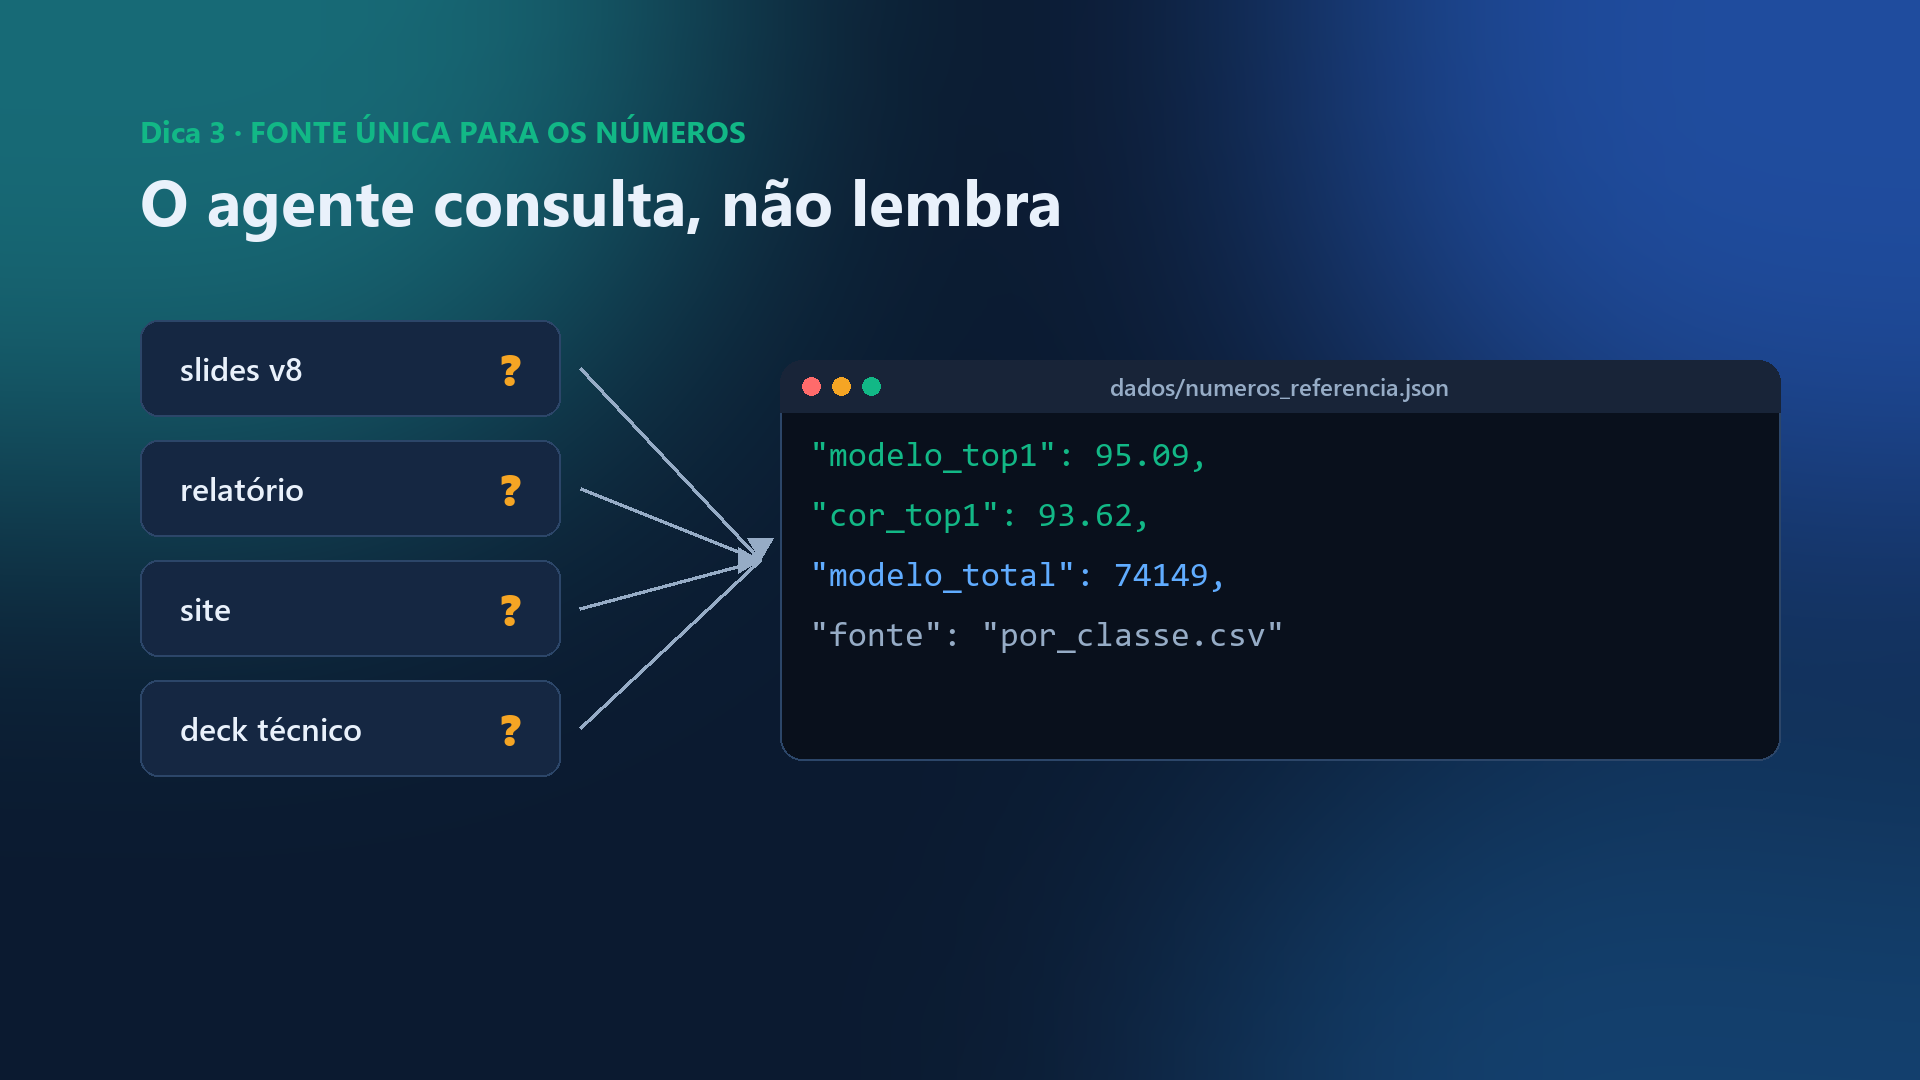 Dica 3 · FONTE ÚNICA PARA OS NÚMEROS
O agente consulta, não lembra
slides v8 ?
relatório ?
site ?
deck técnico ?
dados/numeros_referencia.json
"modelo_top1": 95.09,
"cor_top1": 93.62,
"modelo_total": 74149,
"fonte": "por_classe.csv"